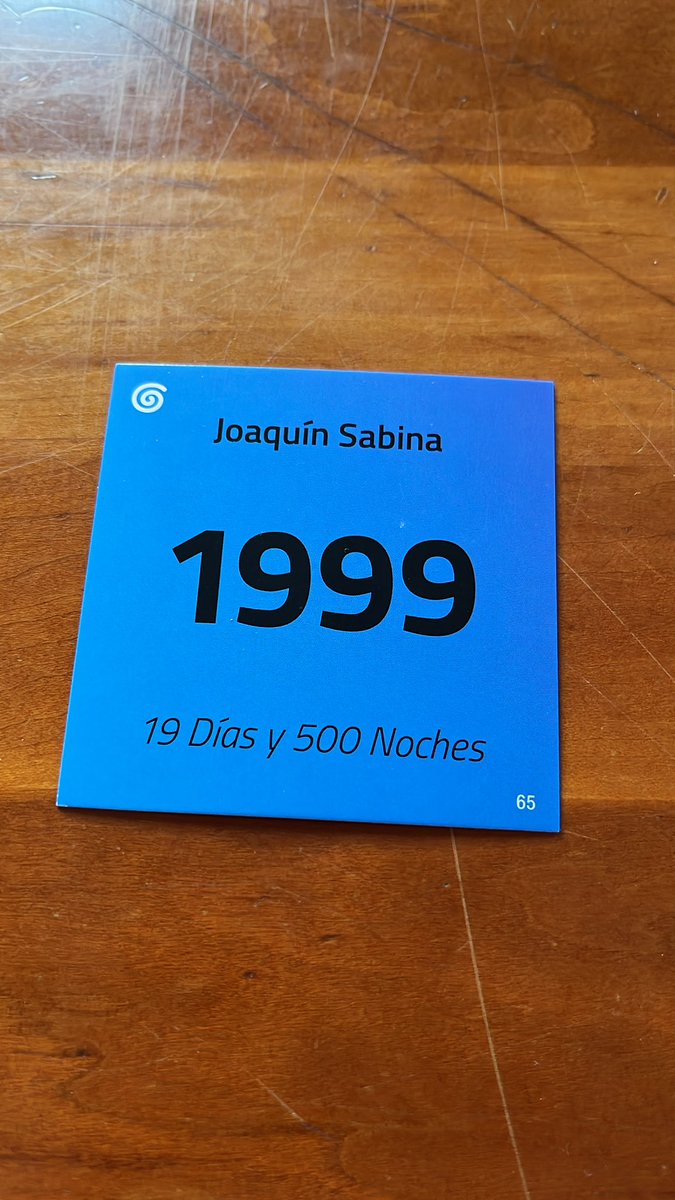 Joaquín Sabina
1999
19 Días y 500 Noches
65